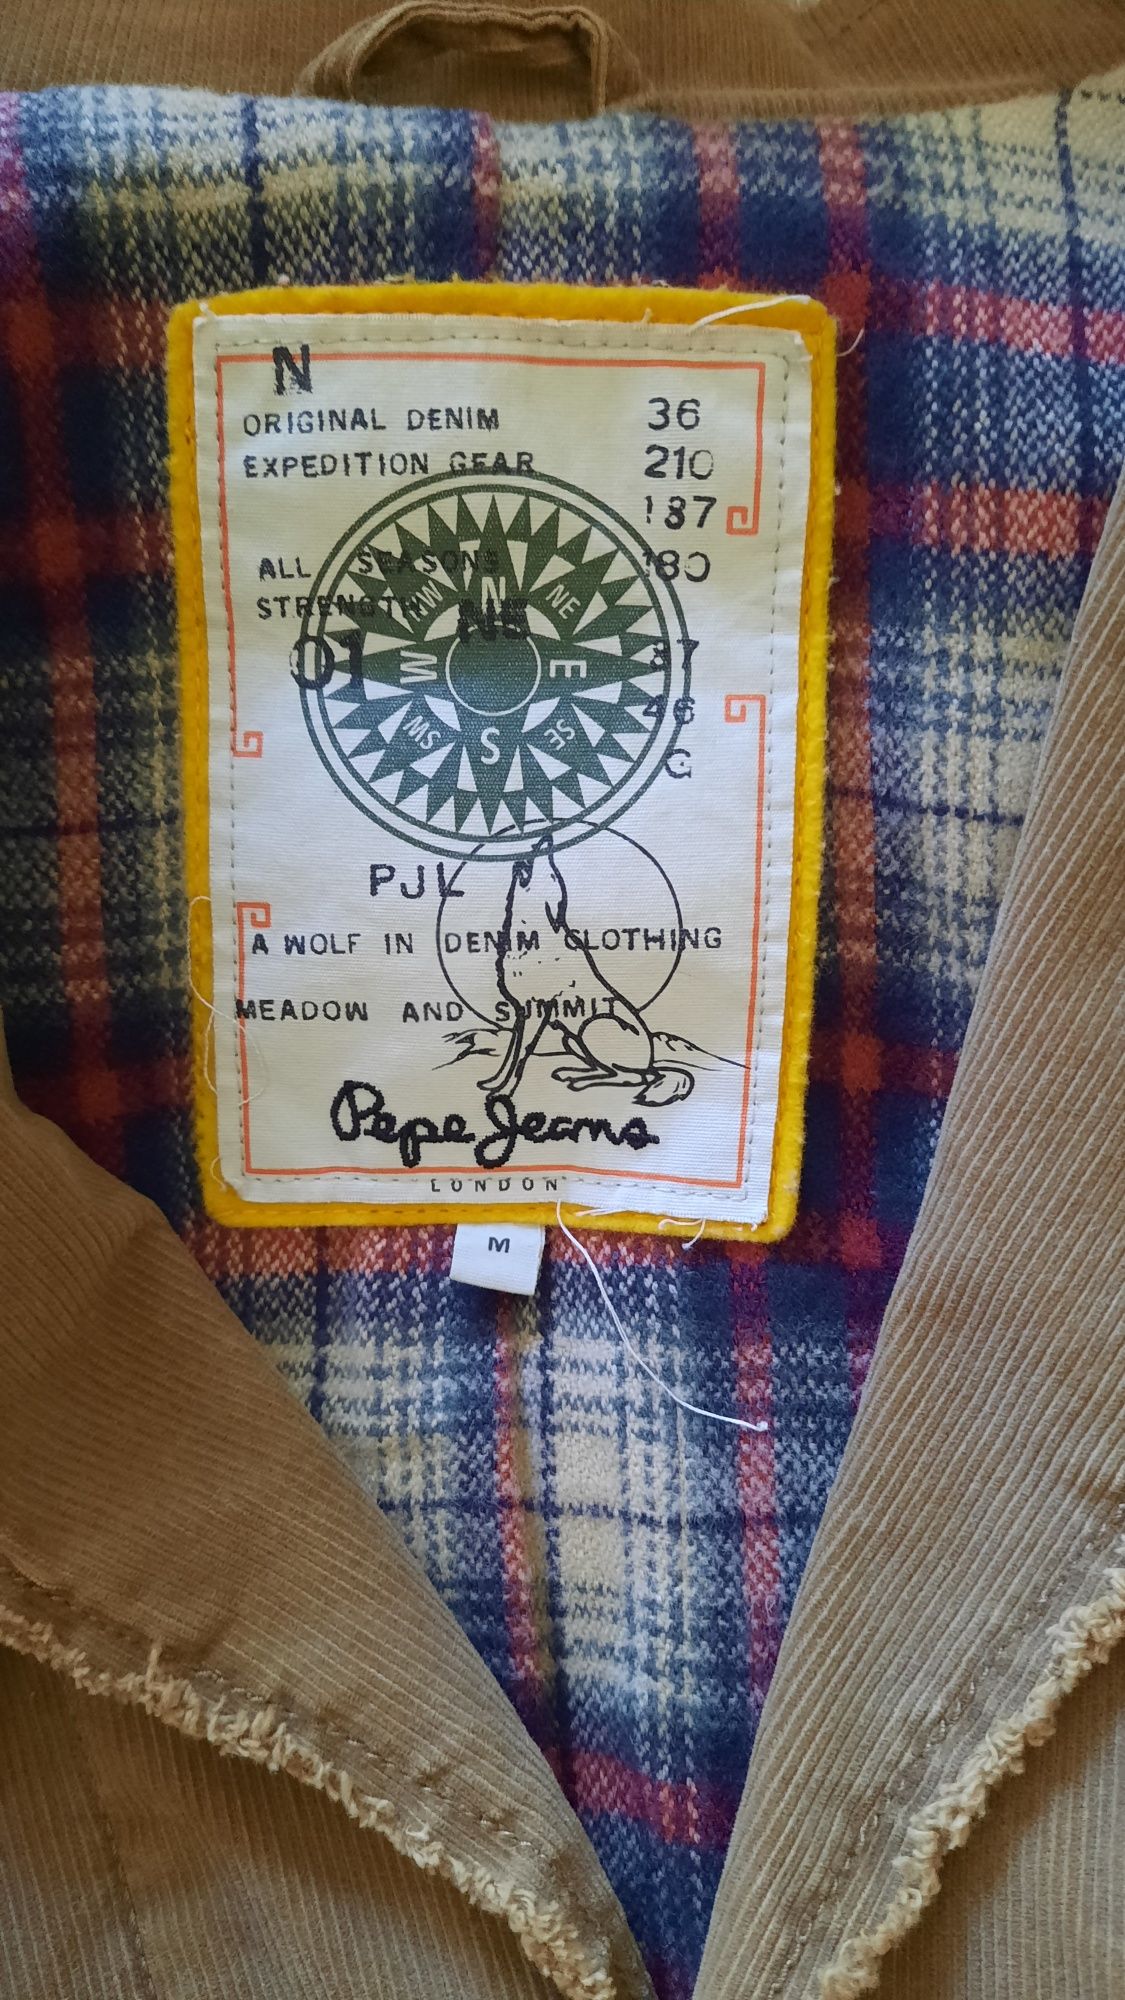 N
ORIGINAL DENIM 36
EXPEDITION GEAR 210
187
ALL SEASONS 180
STRENGTH NE
01 87
46
G
N
NW NE
W E
SW SE
S
PJL
A WOLF IN DENIM CLOTHING
MEADOW AND SUMMIT
Pepe Jeans
LONDON
M